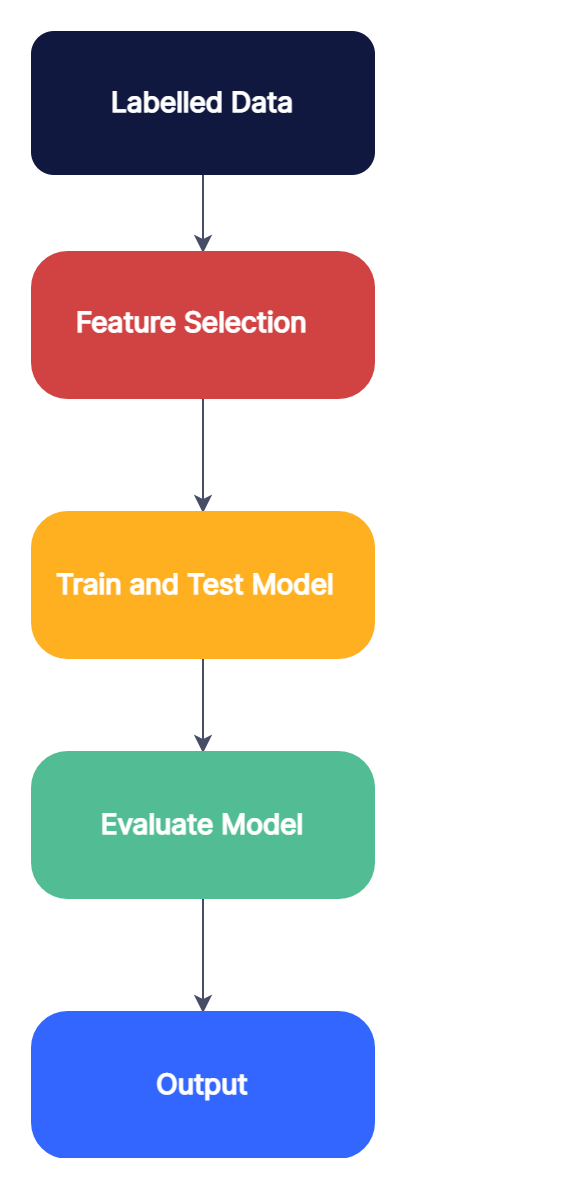 Labelled Data
Feature Selection
Train and Test Model
Evaluate Model
Output